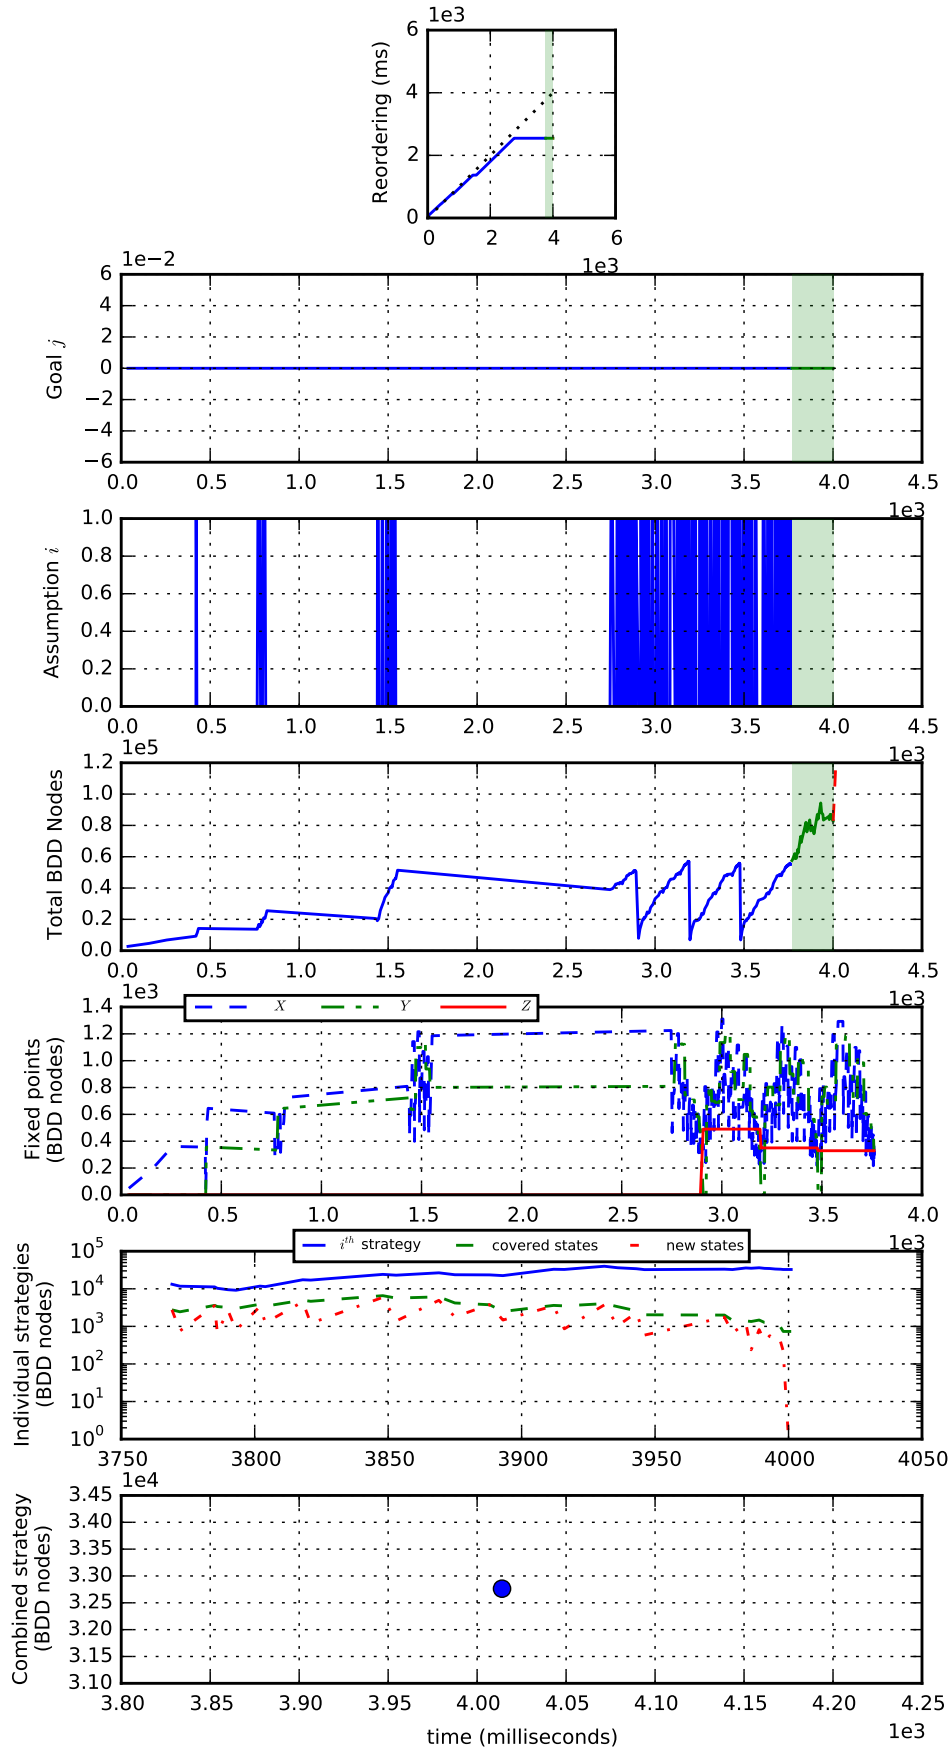 1e3
6
4
2
0
Reordering (ms)
0 2 4 6
1e3
1e−2
6
4
2
0
−2
−4
−6
Goal j
0.0 0.5 1.0 1.5 2.0 2.5 3.0 3.5 4.0 4.5
1e3
1.0
0.8
0.6
0.4
0.2
0.0
Assumption i
0.0 0.5 1.0 1.5 2.0 2.5 3.0 3.5 4.0 4.5
1e3
1e5
1.2
1.0
0.8
0.6
0.4
0.2
0.0
Total BDD Nodes
0.0 0.5 1.0 1.5 2.0 2.5 3.0 3.5 4.0 4.5
1e3
1e3
X Y Z
1.4
1.2
1.0
0.8
0.6
0.4
0.2
0.0
Fixed points
(BDD nodes)
0.0 0.5 1.0 1.5 2.0 2.5 3.0 3.5 4.0
1e3
i^th strategy covered states new states
10^5
10^4
10^3
10^2
10^1
10^0
Individual strategies
(BDD nodes)
3750 3800 3850 3900 3950 4000 4050
1e4
3.45
3.40
3.35
3.30
3.25
3.20
3.15
3.10
Combined strategy
(BDD nodes)
3.80 3.85 3.90 3.95 4.00 4.05 4.10 4.15 4.20 4.25
1e3
time (milliseconds)